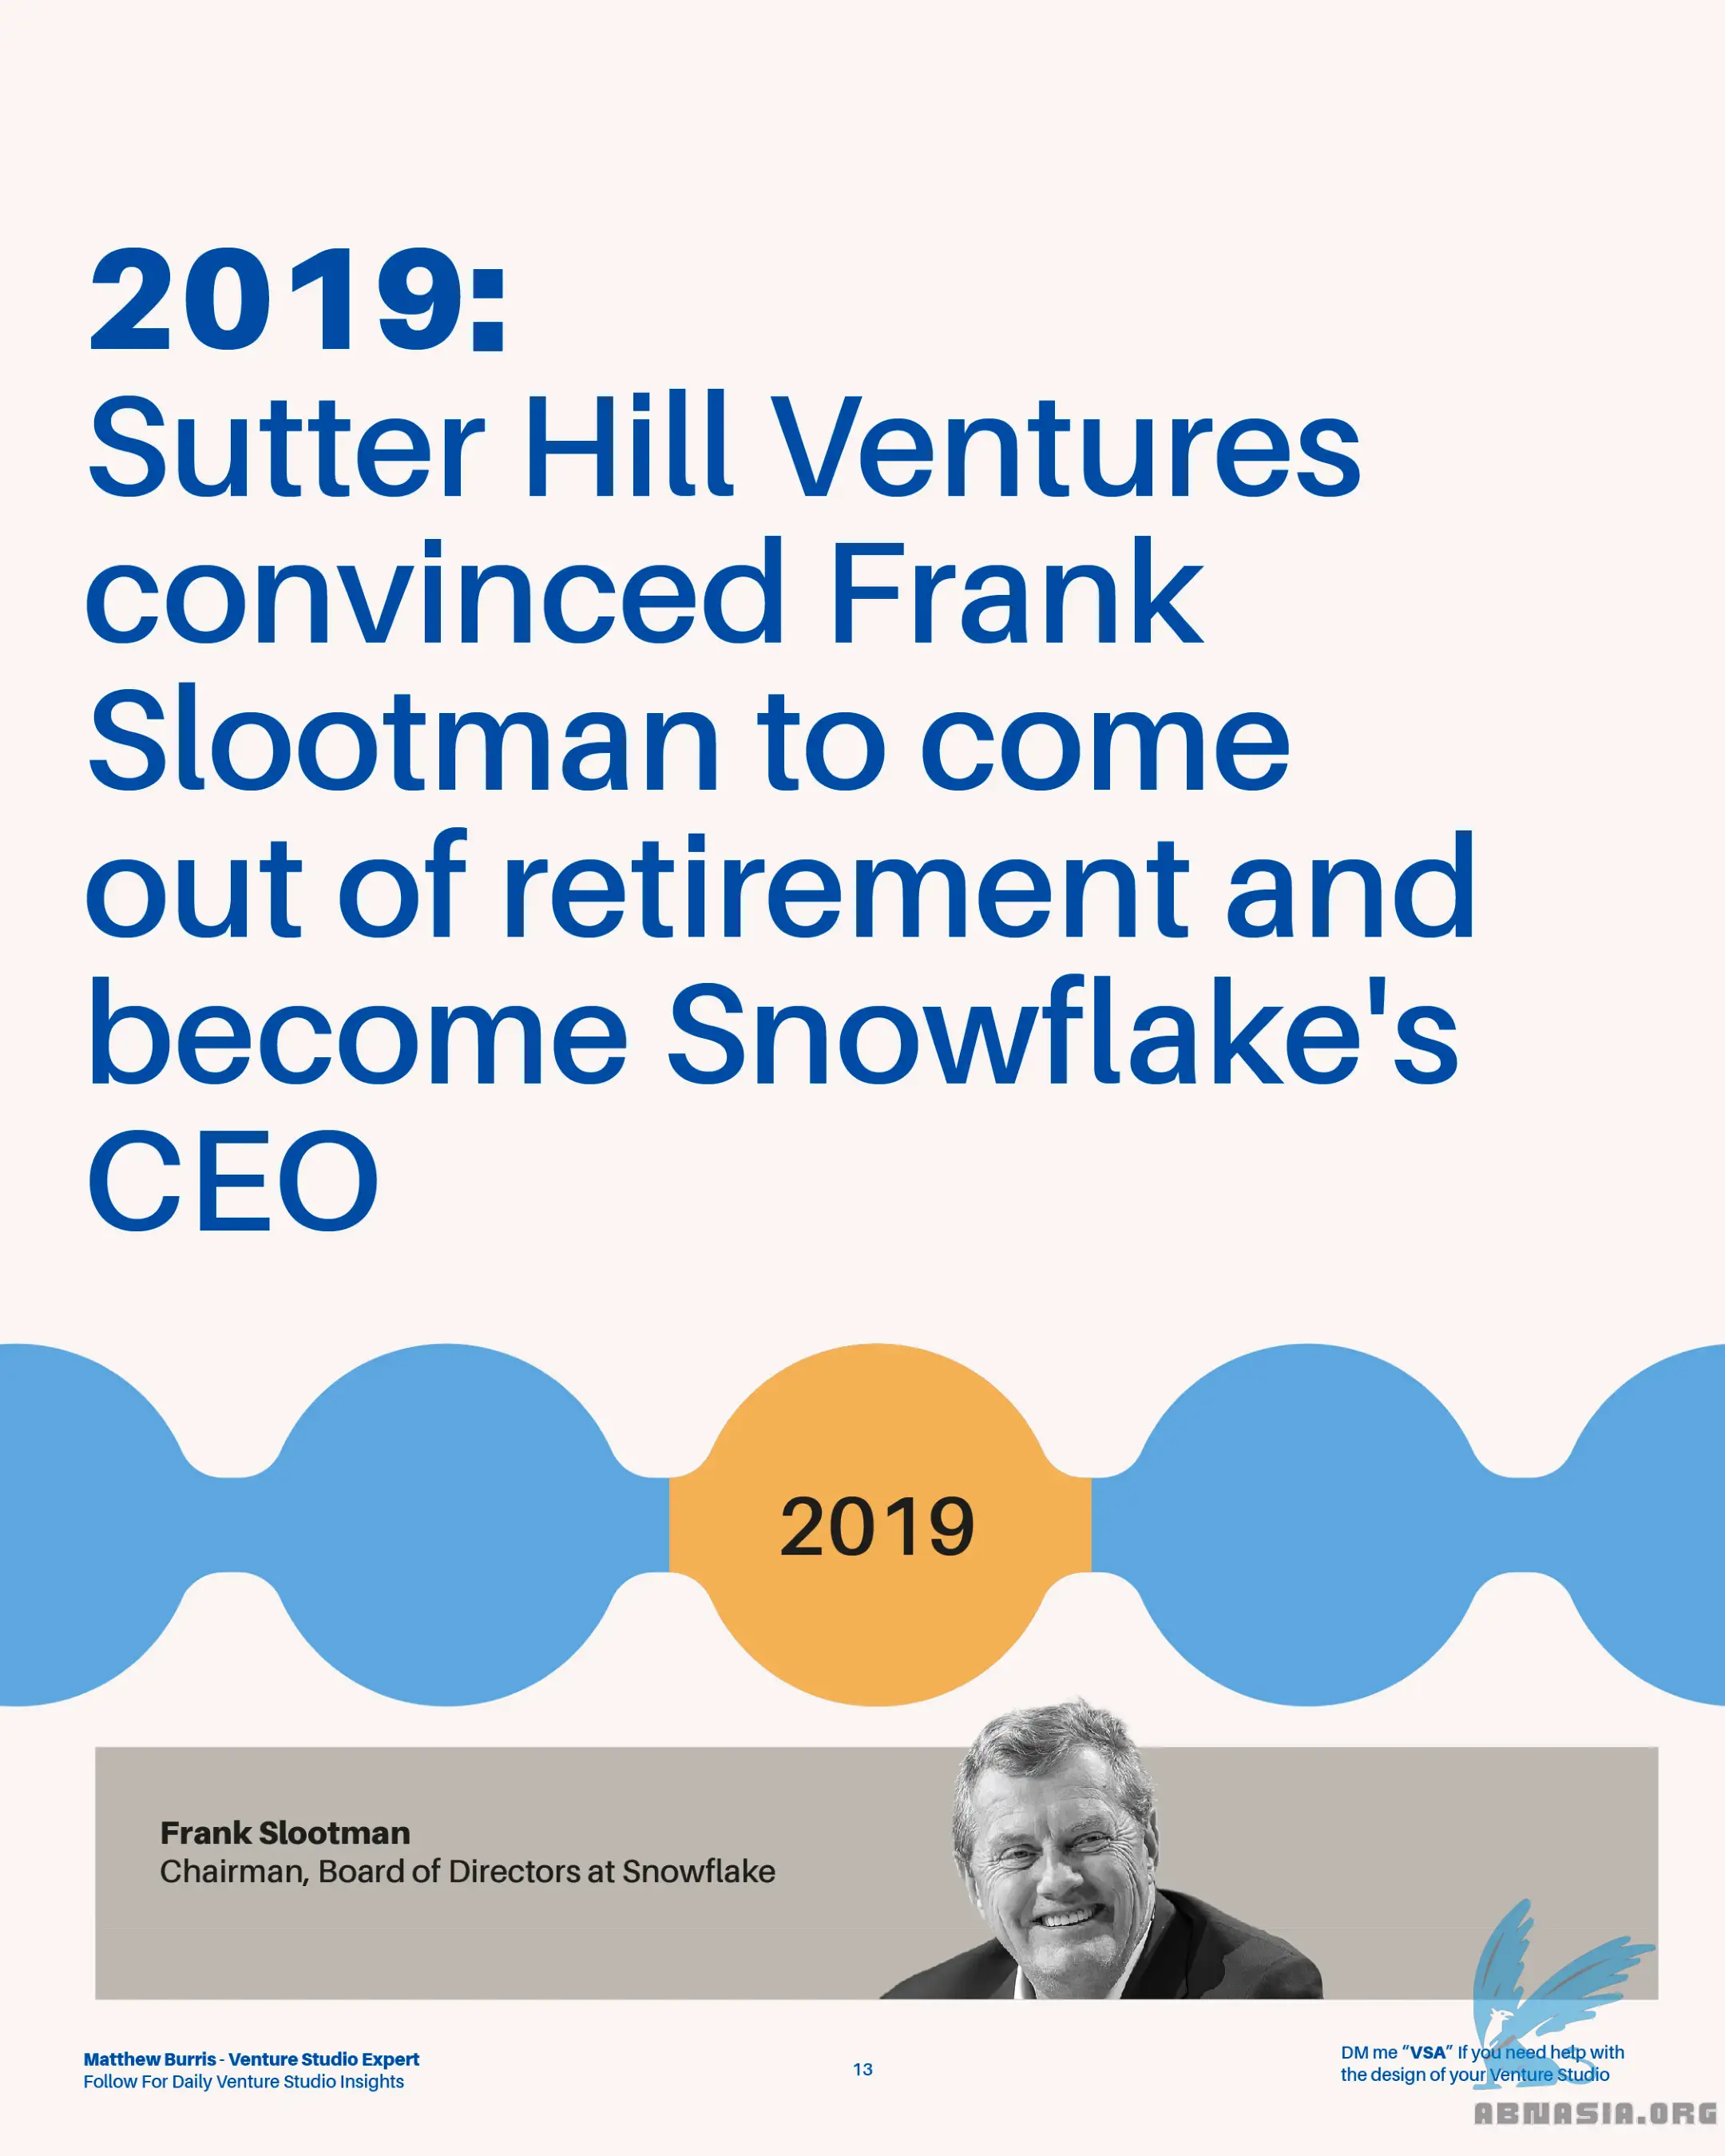 2019:
Sutter Hill Ventures
convinced Frank
Slootman to come
out of retirement and
become Snowflake's
CEO
2019
Frank Slootman
Chairman, Board of Directors at Snowflake
Matthew Burris - Venture Studio Expert
Follow For Daily Venture Studio Insights
13
DM me “VSA” If you need help with
the design of your Venture Studio
ABNASIA.ORG